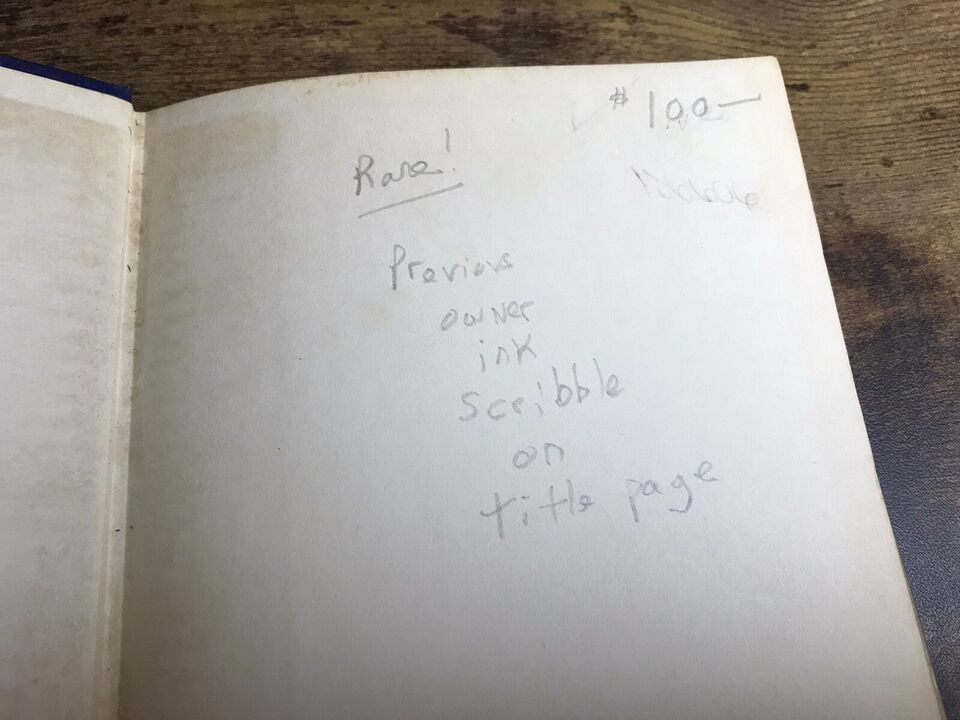 $100—
Rare!
Previous
owner
ink
scribble
on
title page